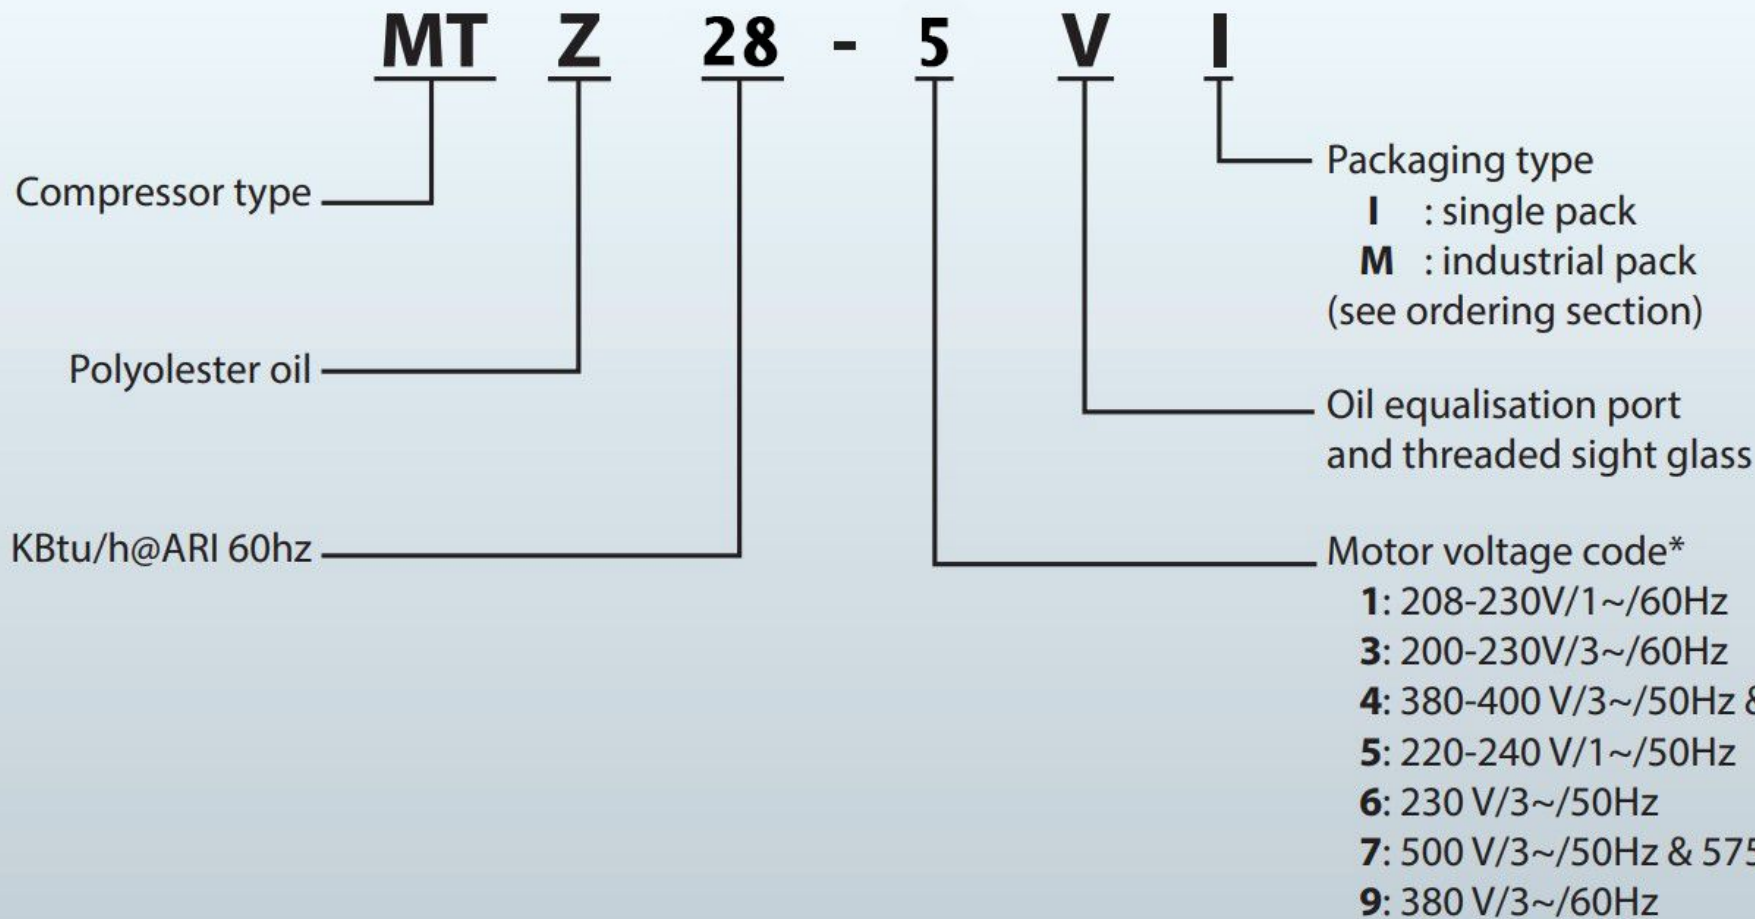 MT Z 28 - 5 V I
Compressor type
Polyolester oil
KBtu/h@ARI 60hz
Packaging type
I : single pack
M : industrial pack
(see ordering section)
Oil equalisation port
and threaded sight glass
Motor voltage code*
1: 208-230V/1~/60Hz
3: 200-230V/3~/60Hz
4: 380-400 V/3~/50Hz &
5: 220-240 V/1~/50Hz
6: 230 V/3~/50Hz
7: 500 V/3~/50Hz & 575
9: 380 V/3~/60Hz